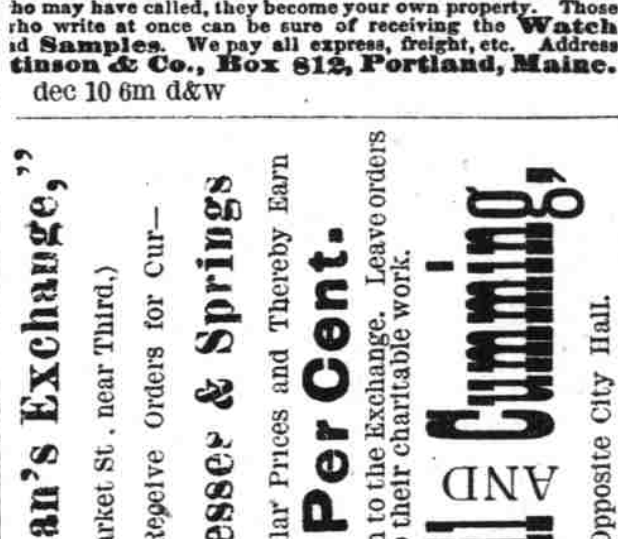 ho may have called, they become your own property. Those
rho write at once can be sure of receiving the Watch
ıd Samples. We pay all express, freight, etc. Address
tinson & Co., Box 812, Portland, Maine.
dec 10 6m d&w
an's Exchange,"
arket St , near Third,)
Receive Orders for Cur—
esses & Springs
lar Prices and Thereby Earn
Per Cent.
n to the Exchange. Leave orders
o their charitable work.
AND Cumming,
Opposite City Hall.